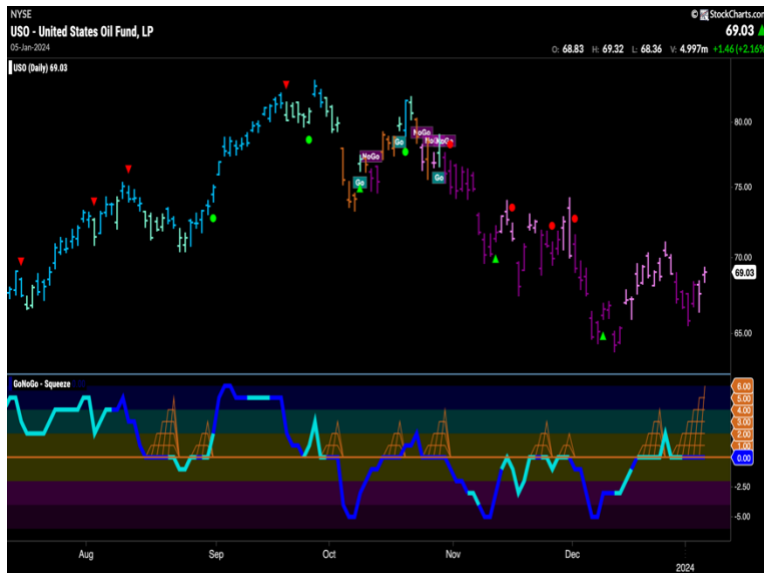 NYSE
© StockCharts.com
USO - United States Oil Fund, LP
69.03
05-Jan-2024
O: 68.83 H: 69.32 L: 68.36 V: 4.997m +1.46 (+2.16%
USO (Daily) 69.03
80.00
NoGo
Go
Go
NoGo
Go
75.00
70.00
69.03
65.00
GoNoGo - Squeeze
6.00
5.00
4.00
3.00
2.00
1.00
0.00
-2.50
-5.00
Aug Sep Oct Nov Dec
2024